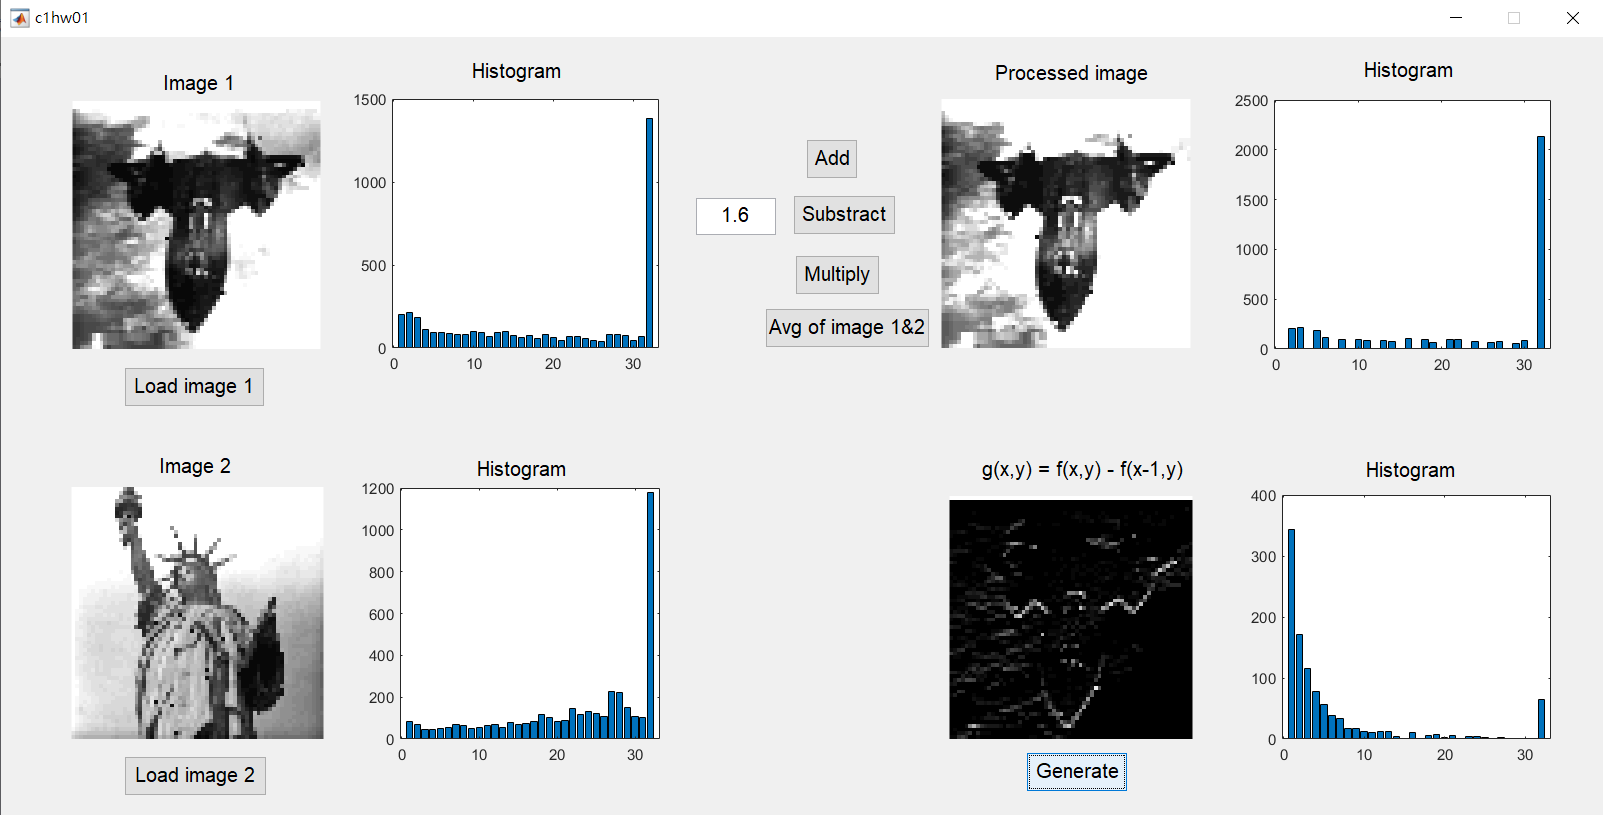 c1hw01
Image 1
Histogram
1500
1000
500
0
0 10 20 30
Load image 1
Add
1.6
Substract
Multiply
Avg of image 1&2
Processed image
Histogram
2500
2000
1500
1000
500
0
0 10 20 30
Image 2
Histogram
1200
1000
800
600
400
200
0
0 10 20 30
Load image 2
g(x,y) = f(x,y) - f(x-1,y)
Generate
Histogram
400
300
200
100
0
0 10 20 30